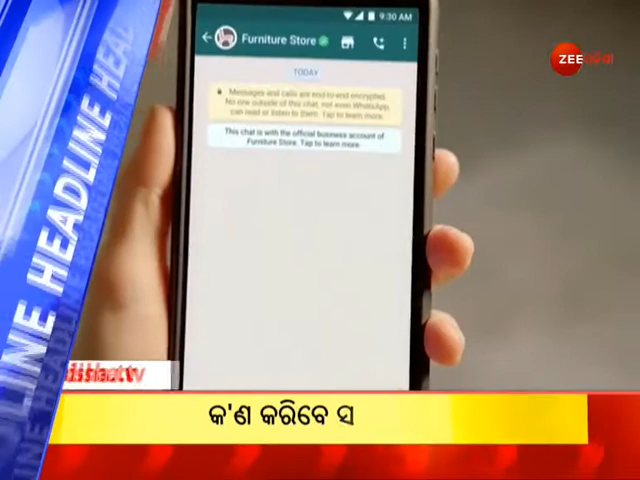 9:30 AM
Furniture Store
TODAY
Messages and calls are end-to-end encrypted.
No one outside of this chat, not even WhatsApp,
can read or listen to them. Tap to learn more.
This chat is with the official business account of
Furniture Store. Tap to learn more.
ZEE ଓଡ଼ିଶା
HEADLINE
HEADLINE
HEADLINE
କ'ଣ କରିବେ ସ